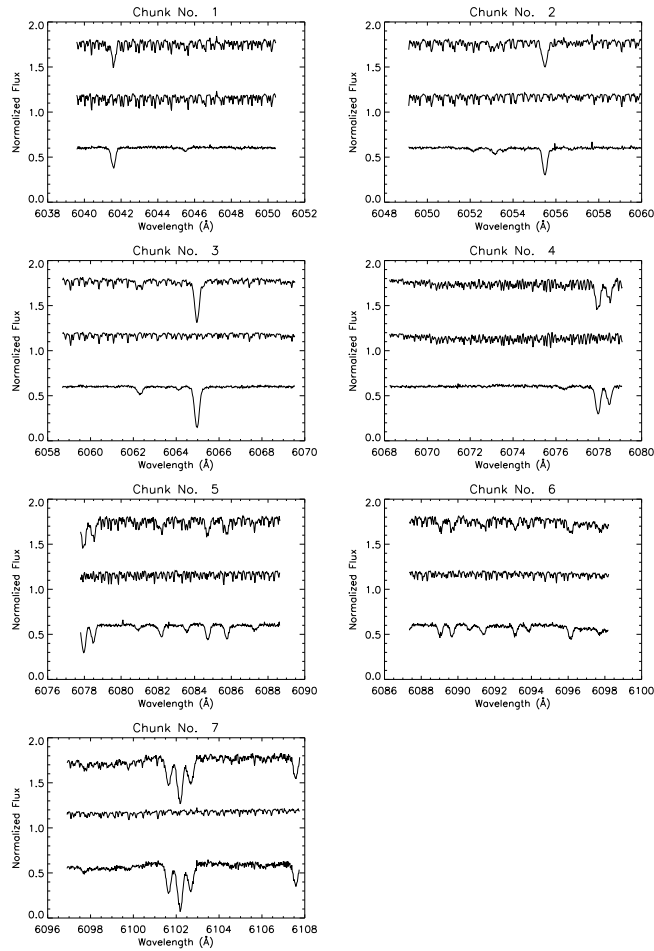 Chunk No. 1
2.0
1.5
1.0
0.5
0.0
Normalized Flux
6038 6040 6042 6044 6046 6048 6050 6052
Wavelength (Å)
Chunk No. 2
2.0
1.5
1.0
0.5
0.0
Normalized Flux
6048 6050 6052 6054 6056 6058 6060
Wavelength (Å)
Chunk No. 3
2.0
1.5
1.0
0.5
0.0
Normalized Flux
6058 6060 6062 6064 6066 6068 6070
Wavelength (Å)
Chunk No. 4
2.0
1.5
1.0
0.5
0.0
Normalized Flux
6068 6070 6072 6074 6076 6078 6080
Wavelength (Å)
Chunk No. 5
2.0
1.5
1.0
0.5
0.0
Normalized Flux
6076 6078 6080 6082 6084 6086 6088 6090
Wavelength (Å)
Chunk No. 6
2.0
1.5
1.0
0.5
0.0
Normalized Flux
6086 6088 6090 6092 6094 6096 6098 6100
Wavelength (Å)
Chunk No. 7
2.0
1.5
1.0
0.5
0.0
Normalized Flux
6096 6098 6100 6102 6104 6106 6108
Wavelength (Å)